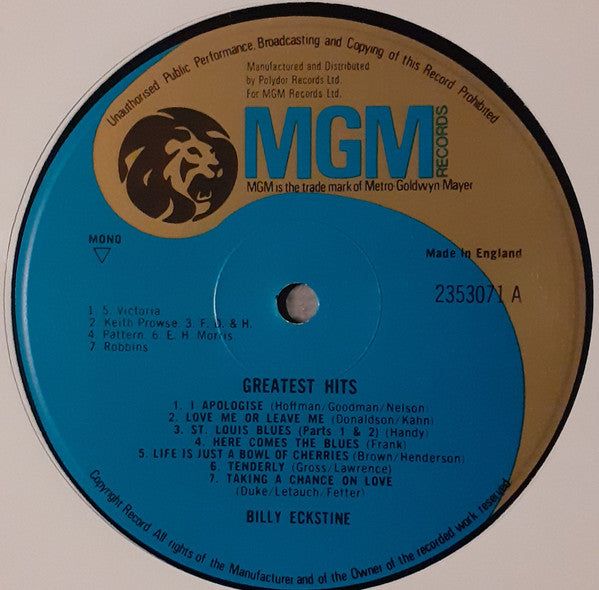 Unauthorised Public Performance, Broadcasting and Copying of this Record Prohibited
Manufactured and Distributed
by Polydor Records Ltd.
For MGM Records Ltd.
MGM
RECORDS
MGM is the trade mark of Metro Goldwyn Mayer
MONO
Made in England
2353071 A
1 5. Victoria.
2. Keith Prowse. 3. F. D. & H.
4. Pattern. 6. E. H. Morris.
7. Robbins
GREATEST HITS
1. I APOLOGISE (Hoffman/Goodman/Nelson)
2. LOVE ME OR LEAVE ME (Donaldson/Kahn)
3. ST. LOUIS BLUES (Parts 1 & 2) (Handy)
4. HERE COMES THE BLUES (Frank)
5. LIFE IS JUST A BOWL OF CHERRIES (Brown/Henderson)
6. TENDERLY (Gross/Lawrence)
7. TAKING A CHANCE ON LOVE
(Duke/Letauch/Fetter)
BILLY ECKSTINE
Copyright Record. All rights of the Manufacturer and of the Owner of the recorded work reserved.